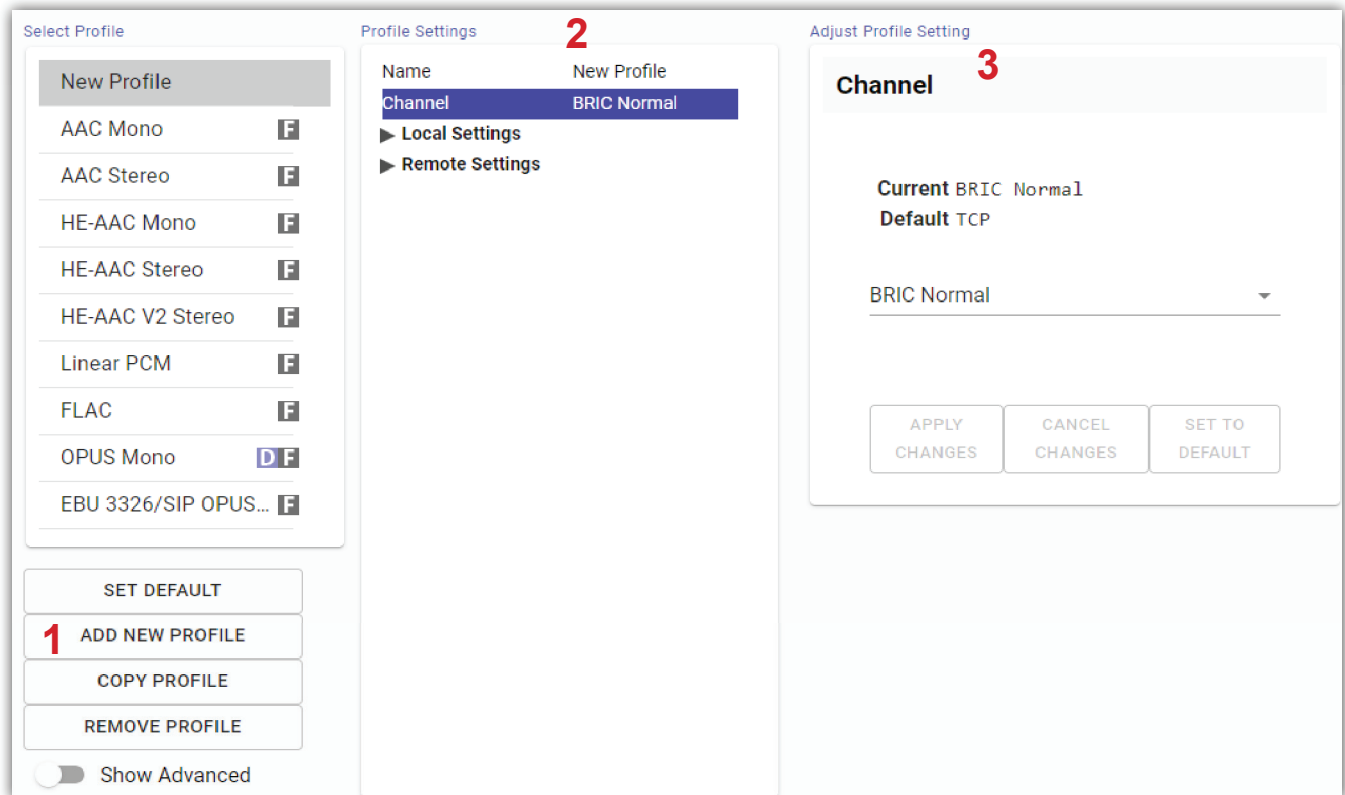 Select Profile
New Profile
AAC Mono F
AAC Stereo F
HE-AAC Mono F
HE-AAC Stereo F
HE-AAC V2 Stereo F
Linear PCM F
FLAC F
OPUS Mono D F
EBU 3326/SIP OPUS... F
SET DEFAULT
1 ADD NEW PROFILE
COPY PROFILE
REMOVE PROFILE
Show Advanced
Profile Settings 2
Name New Profile
Channel BRIC Normal
▶ Local Settings
▶ Remote Settings
Adjust Profile Setting
3
Channel
Current BRIC Normal
Default TCP
BRIC Normal
APPLY CHANGES
CANCEL CHANGES
SET TO DEFAULT